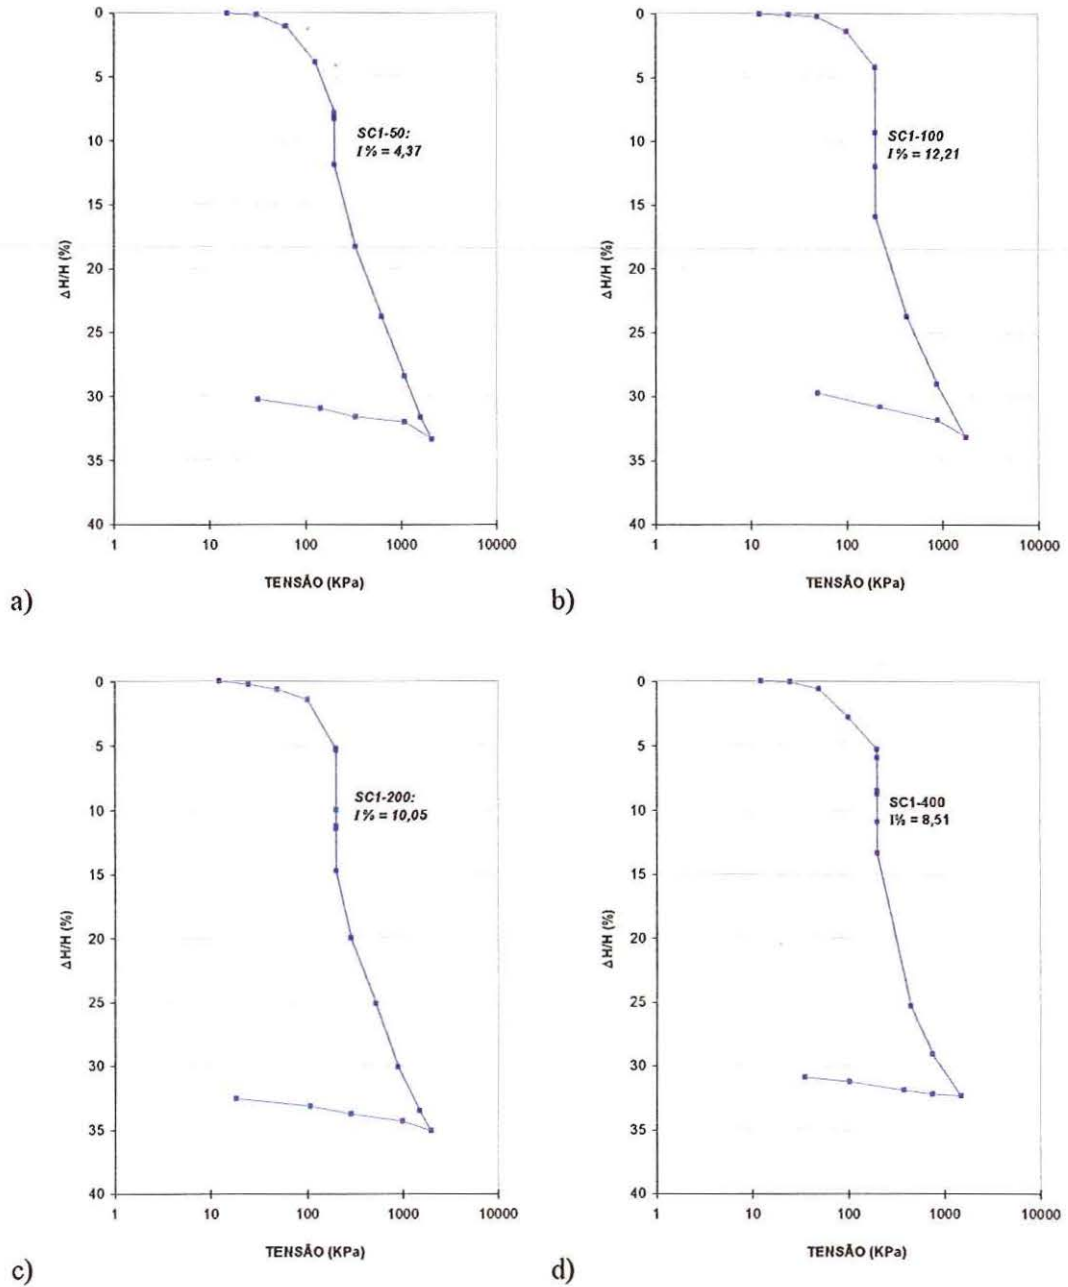 0
5
10
15
20
25
30
35
40
ΔH/H (%)
SC1-50:
I% = 4,37
1 10 100 1000 10000
TENSÃO (KPa)
a)
0
5
10
15
20
25
30
35
40
ΔH/H (%)
SC1-100
I% = 12,21
1 10 100 1000 10000
TENSÃO (KPa)
b)
0
5
10
15
20
25
30
35
40
ΔH/H (%)
SC1-200:
I% = 10,05
1 10 100 1000 10000
TENSÃO (KPa)
c)
0
5
10
15
20
25
30
35
40
ΔH/H (%)
SC1-400
I% = 8,51
1 10 100 1000 10000
TENSÃO (KPa)
d)